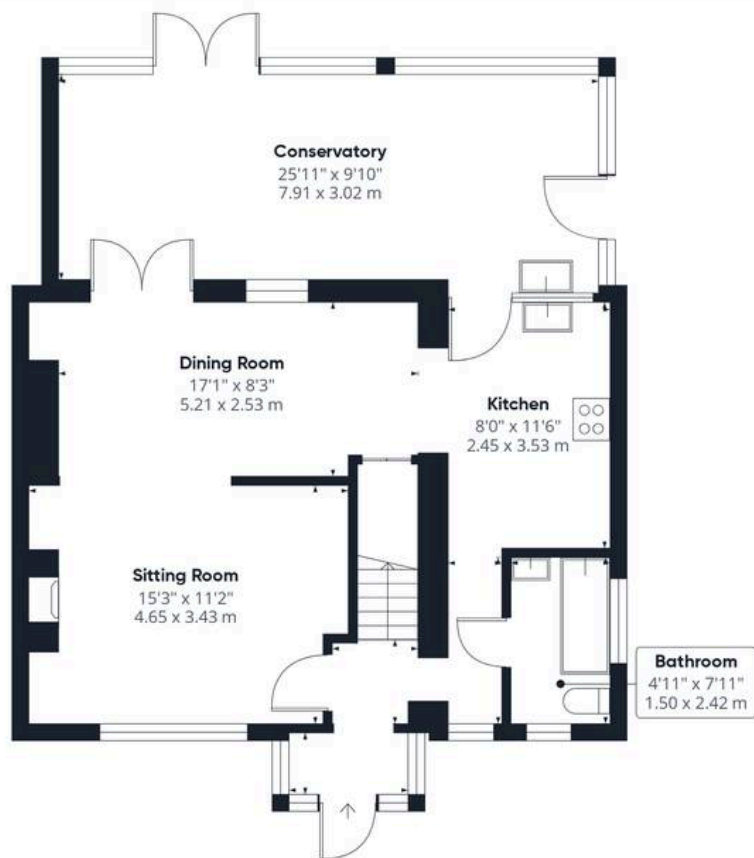 Conservatory
25'11" x 9'10"
7.91 x 3.02 m
Dining Room
17'1" x 8'3"
5.21 x 2.53 m
Kitchen
8'0" x 11'6"
2.45 x 3.53 m
Sitting Room
15'3" x 11'2"
4.65 x 3.43 m
Bathroom
4'11" x 7'11"
1.50 x 2.42 m